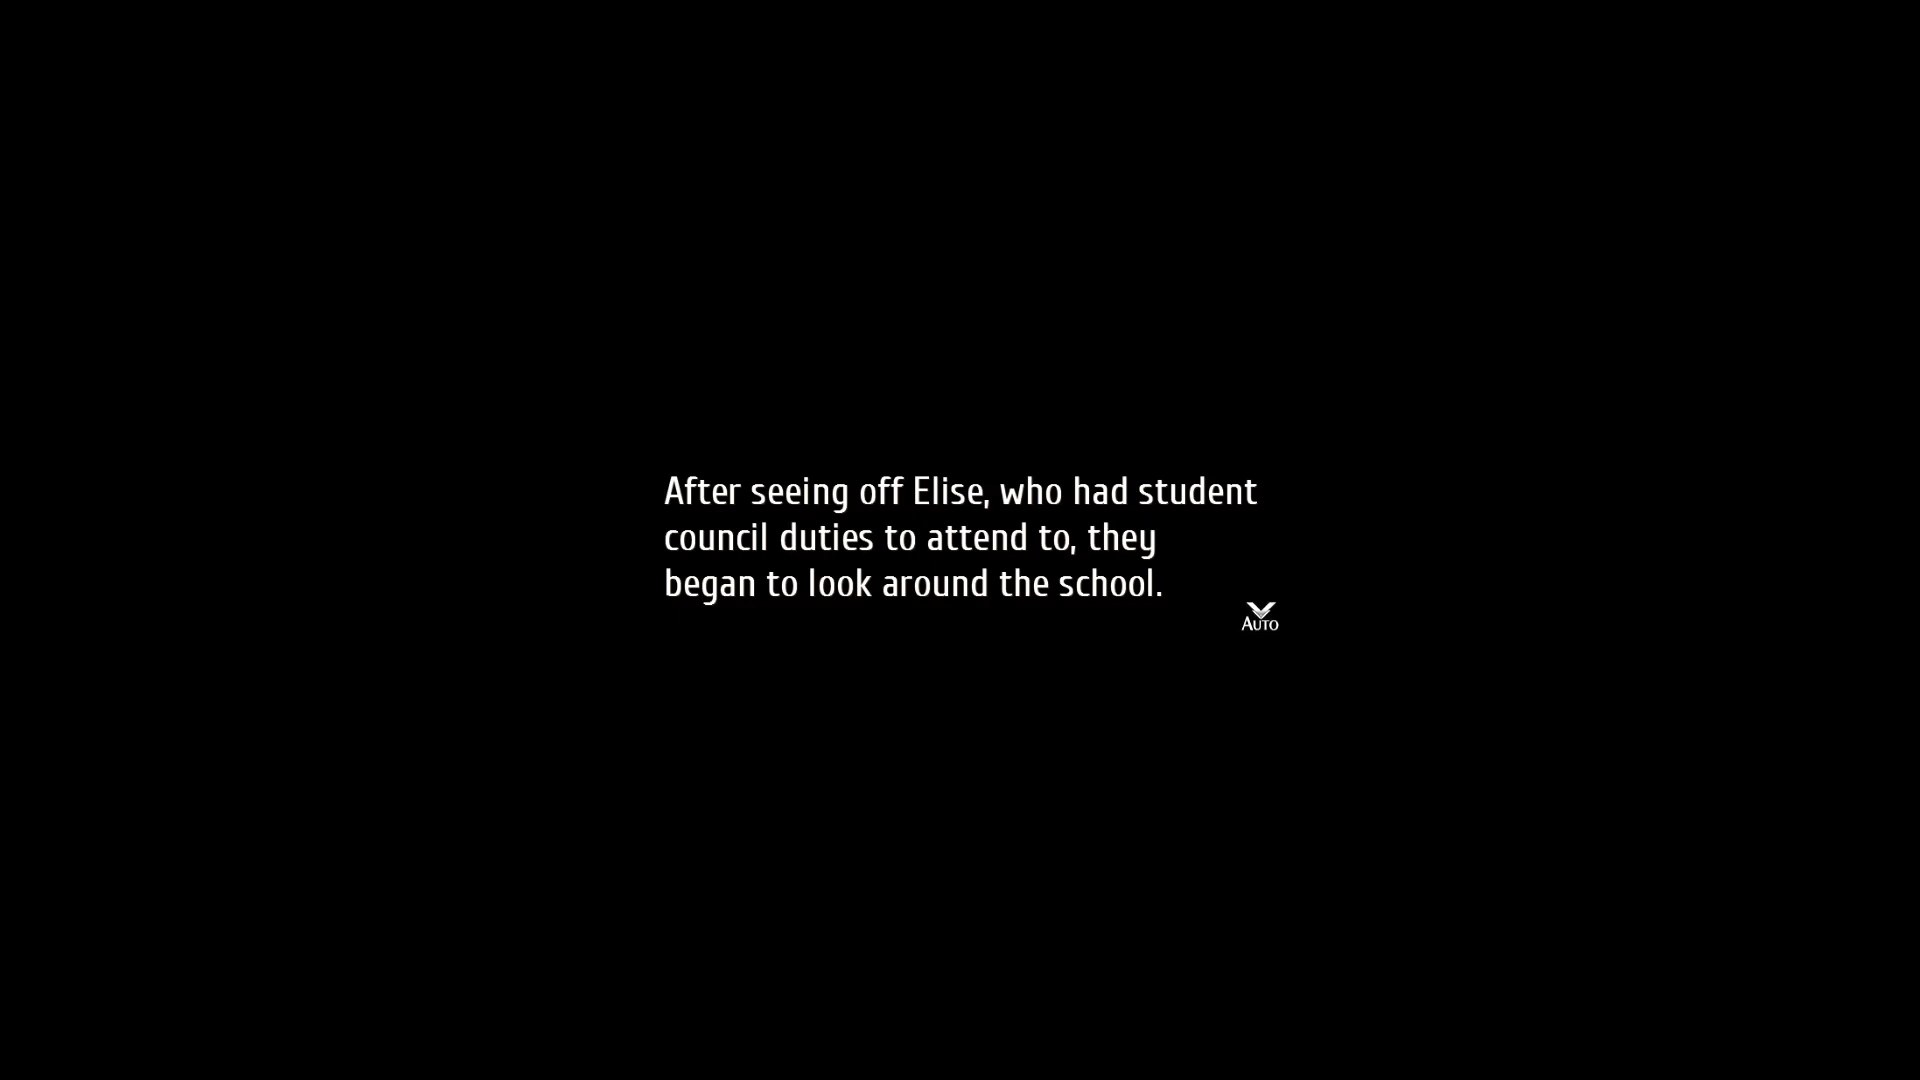 After seeing off Elise, who had student
council duties to attend to, they
began to look around the school.
AUTO